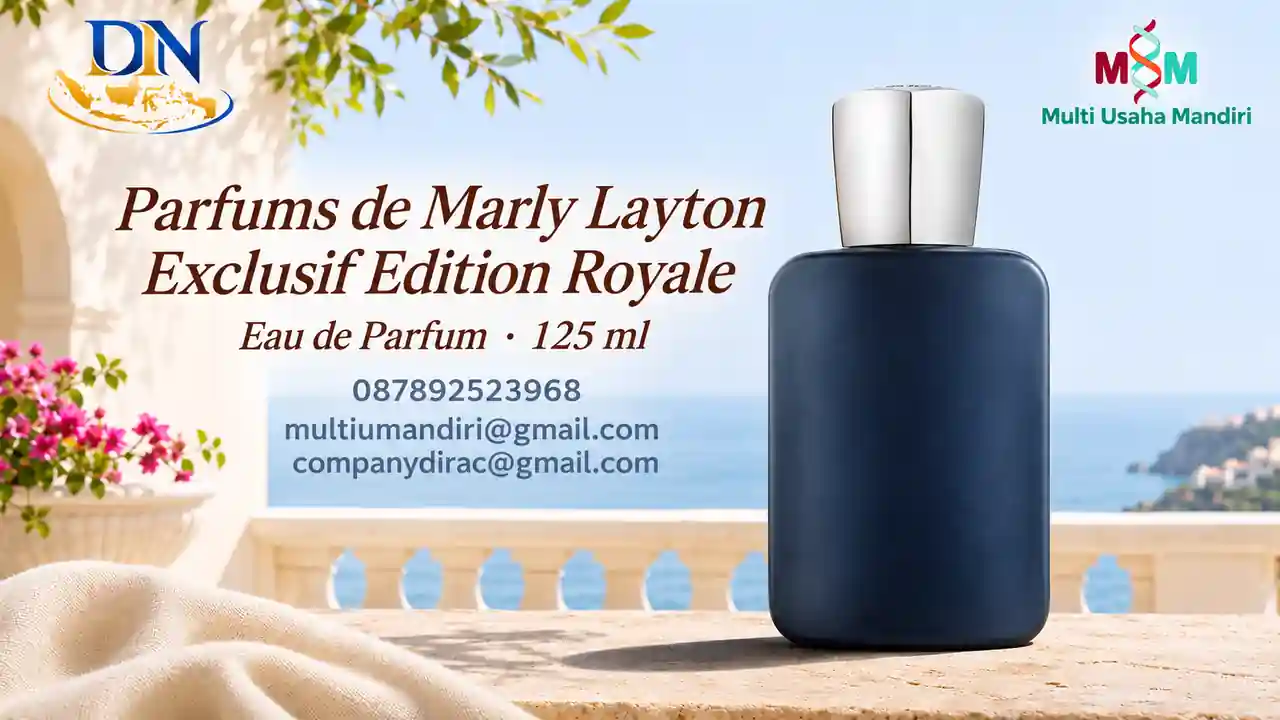 DIN
MSM
Multi Usaha Mandiri
Parfums de Marly Layton
Exclusif Edition Royale
Eau de Parfum · 125 ml
087892523968
multiumandiri@gmail.com
companydirac@gmail.com